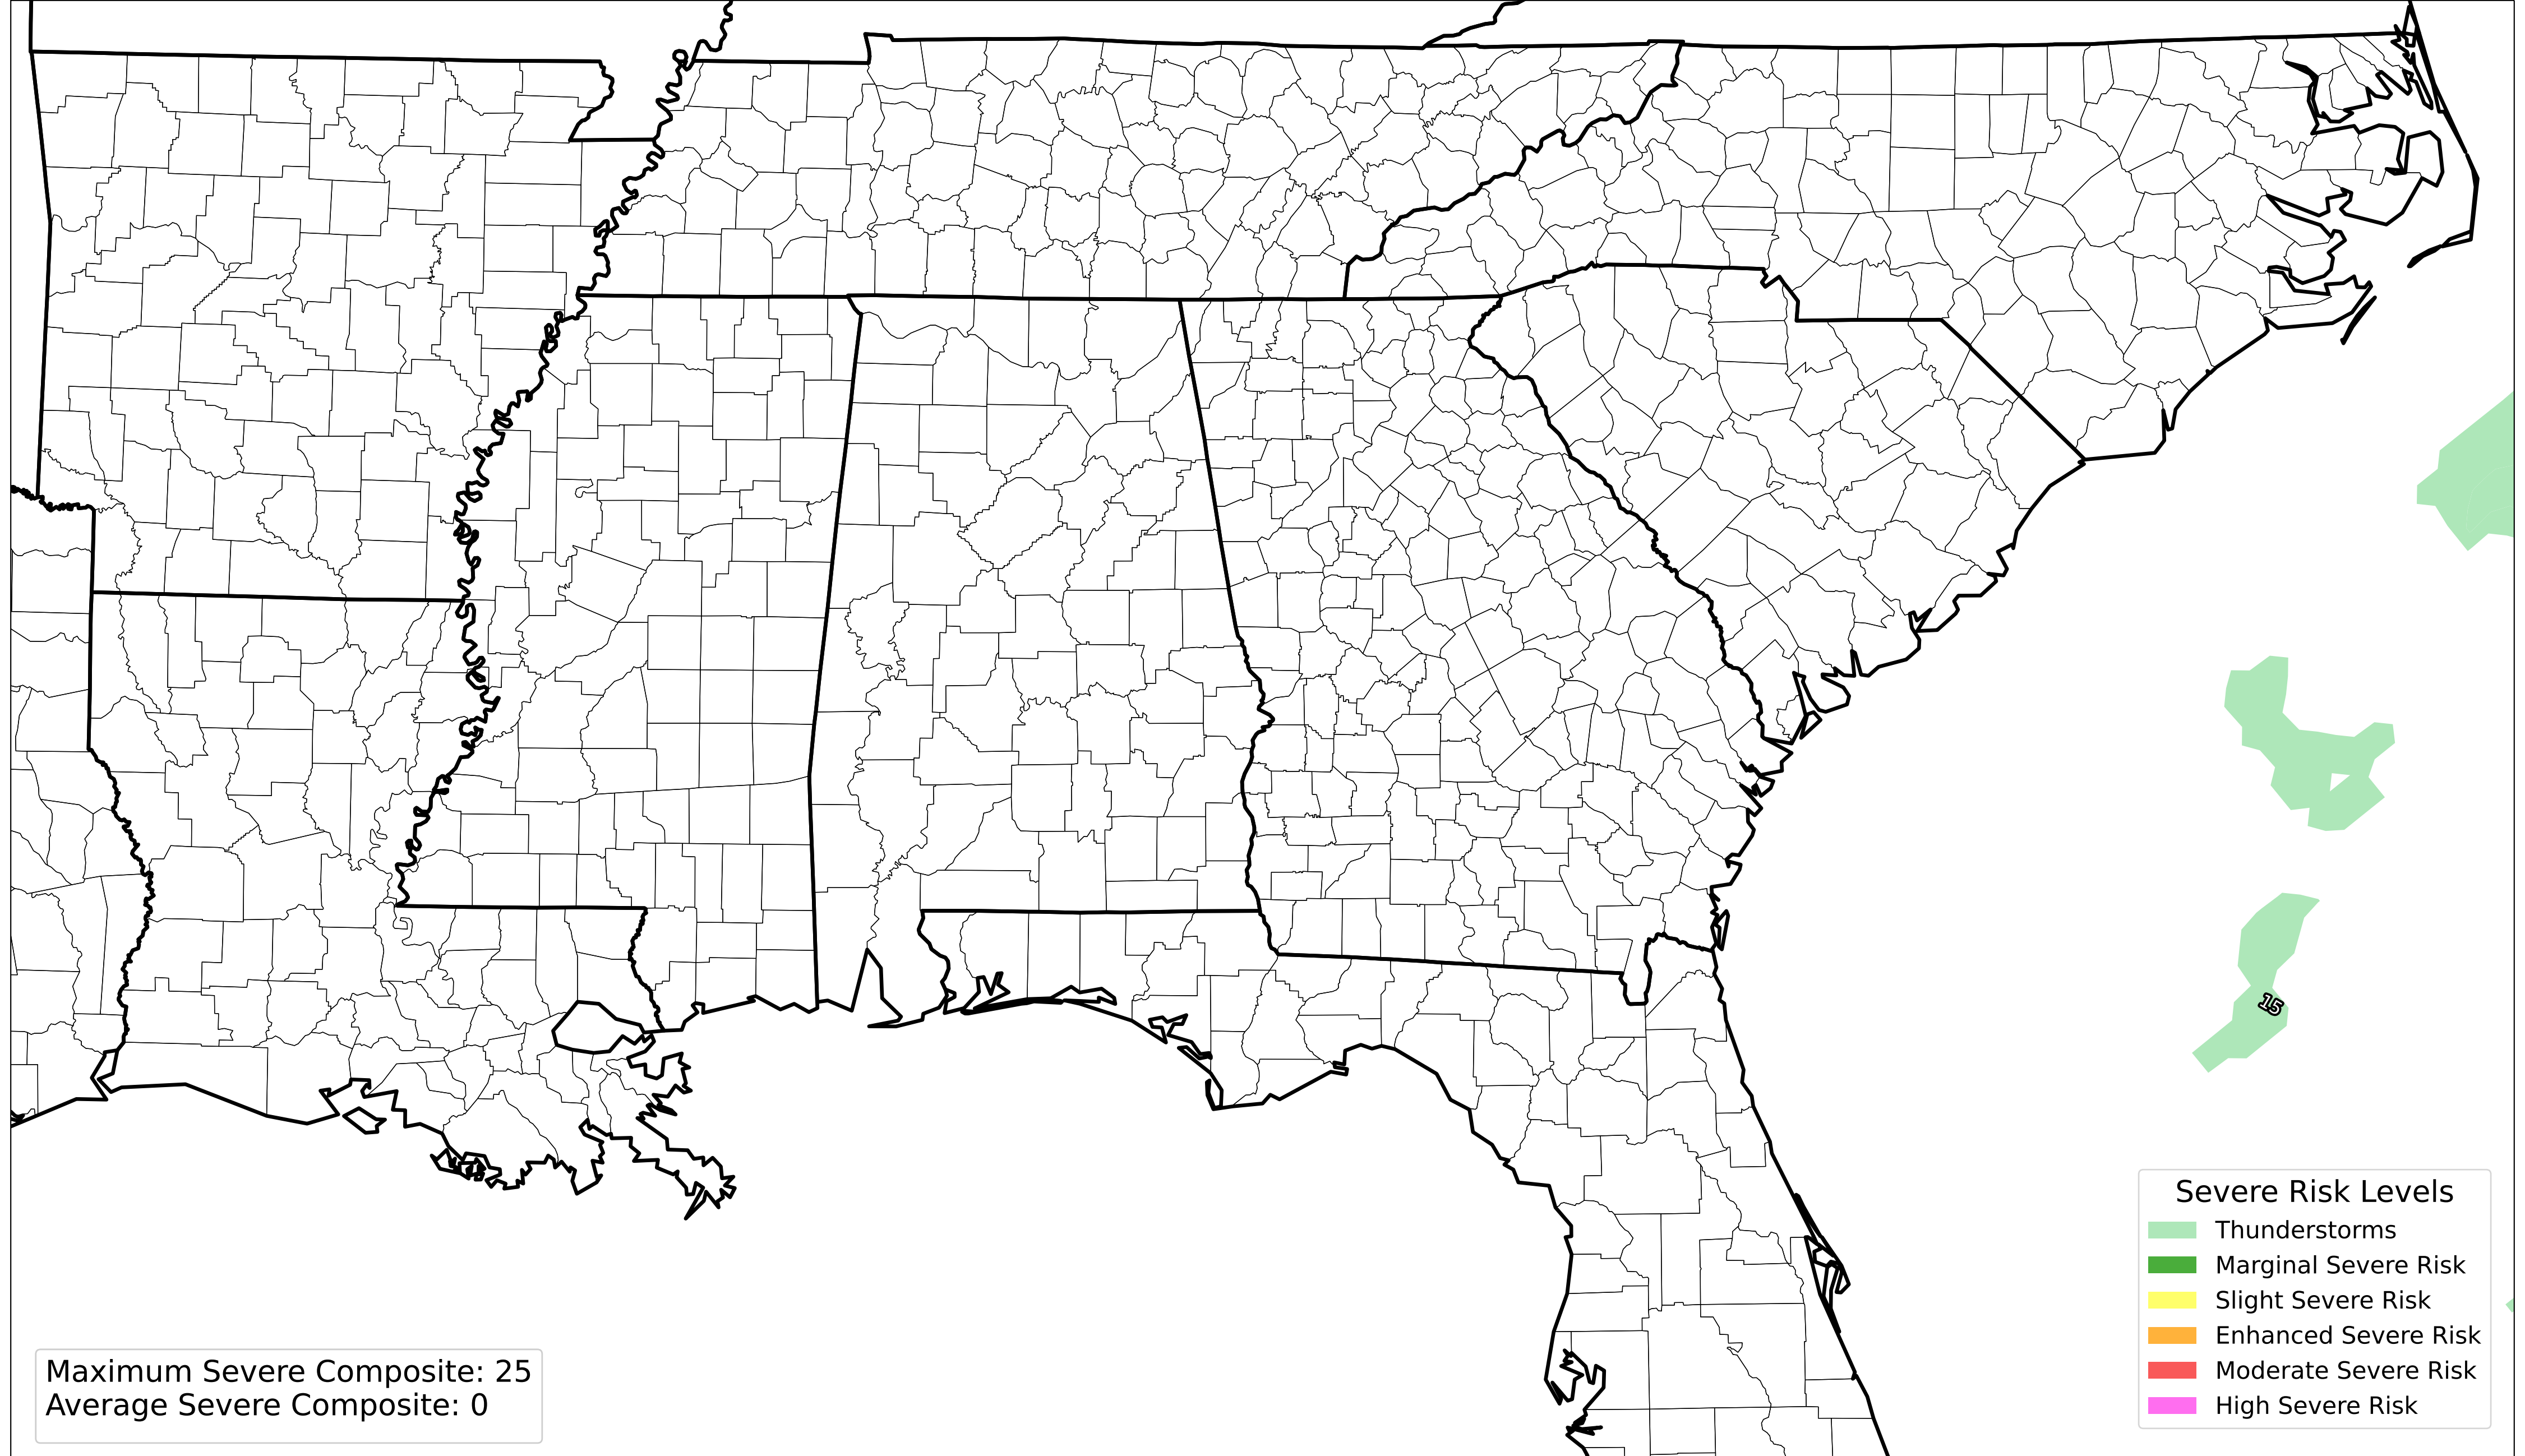 15
Severe Risk Levels
Thunderstorms
Marginal Severe Risk
Slight Severe Risk
Enhanced Severe Risk
Moderate Severe Risk
High Severe Risk
Maximum Severe Composite: 25
Average Severe Composite: 0